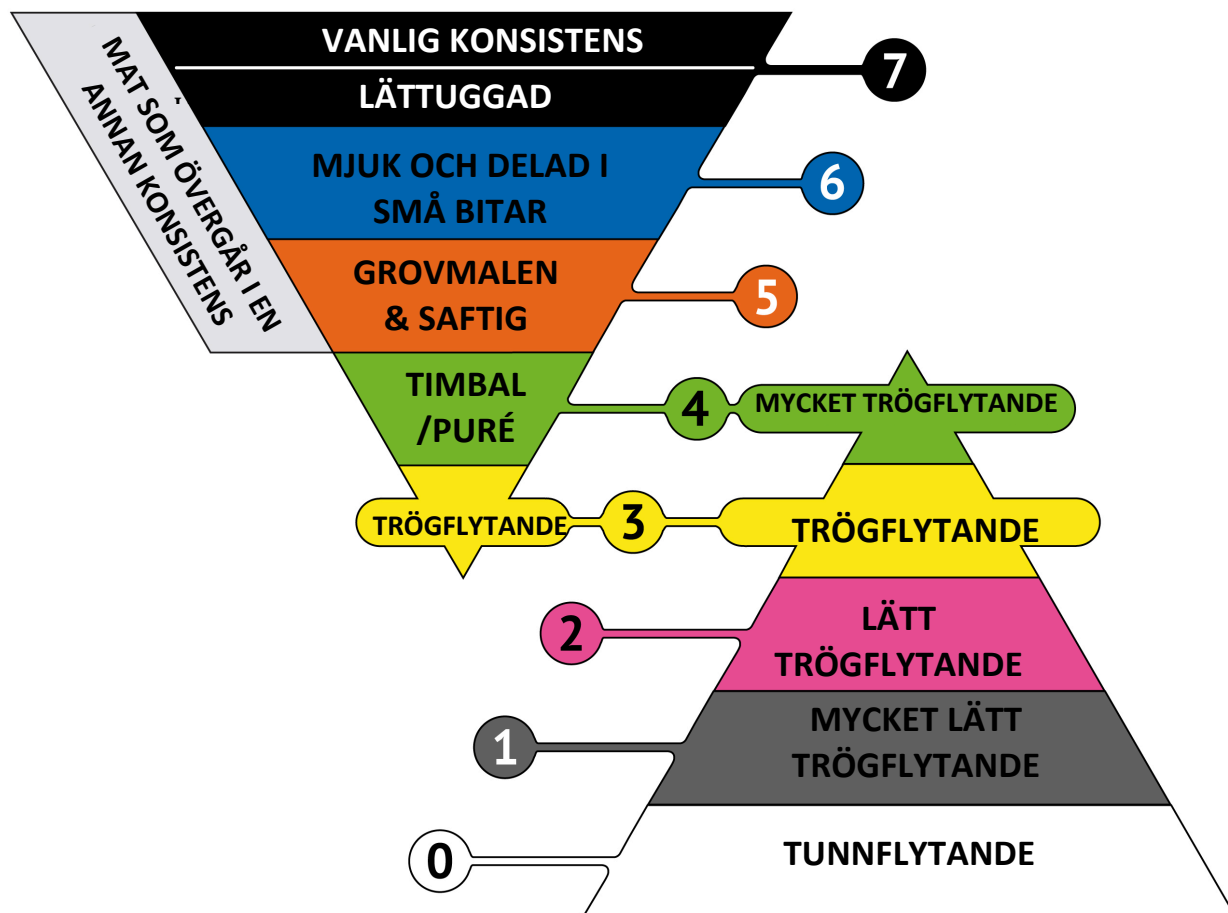 VANLIG KONSISTENS
LÄTTUGGAD
7
MAT SOM ÖVERGÅR I EN
ANNAN KONSISTENS
MJUK OCH DELAD I
SMÅ BITAR
6
GROVMALEN
& SAFTIG
5
TIMBAL
/PURÉ
4
MYCKET TRÖGFLYTANDE
TRÖGFLYTANDE
3
TRÖGFLYTANDE
2
LÄTT
TRÖGFLYTANDE
1
MYCKET LÄTT
TRÖGFLYTANDE
0
TUNNFLYTANDE